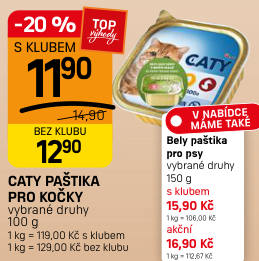 -20 %
TOP
výhody
S KLUBEM
11 90
14,90
BEZ KLUBU
12 90
CATY
CATY PAŠTIKA
PRO KOČKY
vybrané druhy
100 g
1 kg = 119,00 Kč s klubem
1 kg = 129,00 Kč bez klubu
V NABÍDCE
MÁME TAKÉ
Bely paštika
pro psy
vybrané druhy
150 g
s klubem
15,90 Kč
1 kg = 106,00 Kč
akční
16,90 Kč
1 kg = 112,67 Kč